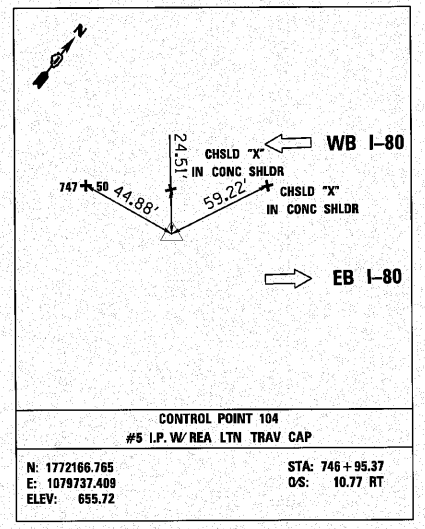 N
24.51'
CHSLD "X"
IN CONC SHLDR
WB I-80
747+50
44.88'
59.22'
CHSLD "X"
IN CONC SHLDR
EB I-80
CONTROL POINT 104
#5 I.P. W/REA LTN TRAV CAP
N: 1772166.765
E: 1079737.409
ELEV: 655.72
STA: 746+95.37
O/S: 10.77 RT